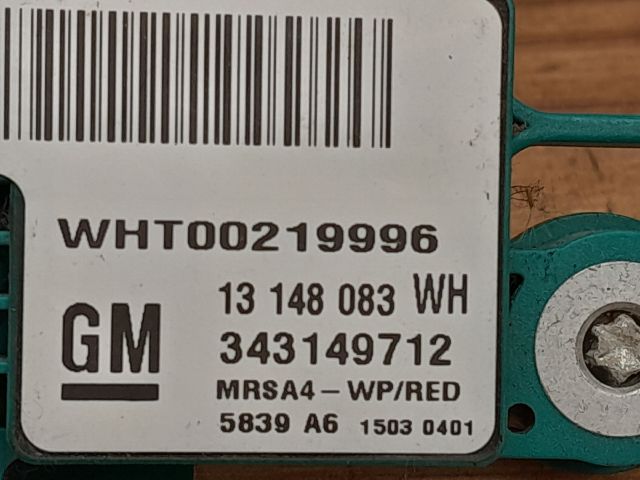 WHT00219996
13 148 083 WH
GM
343149712
MRSA4-WP/RED
5839 A6 1503 0401